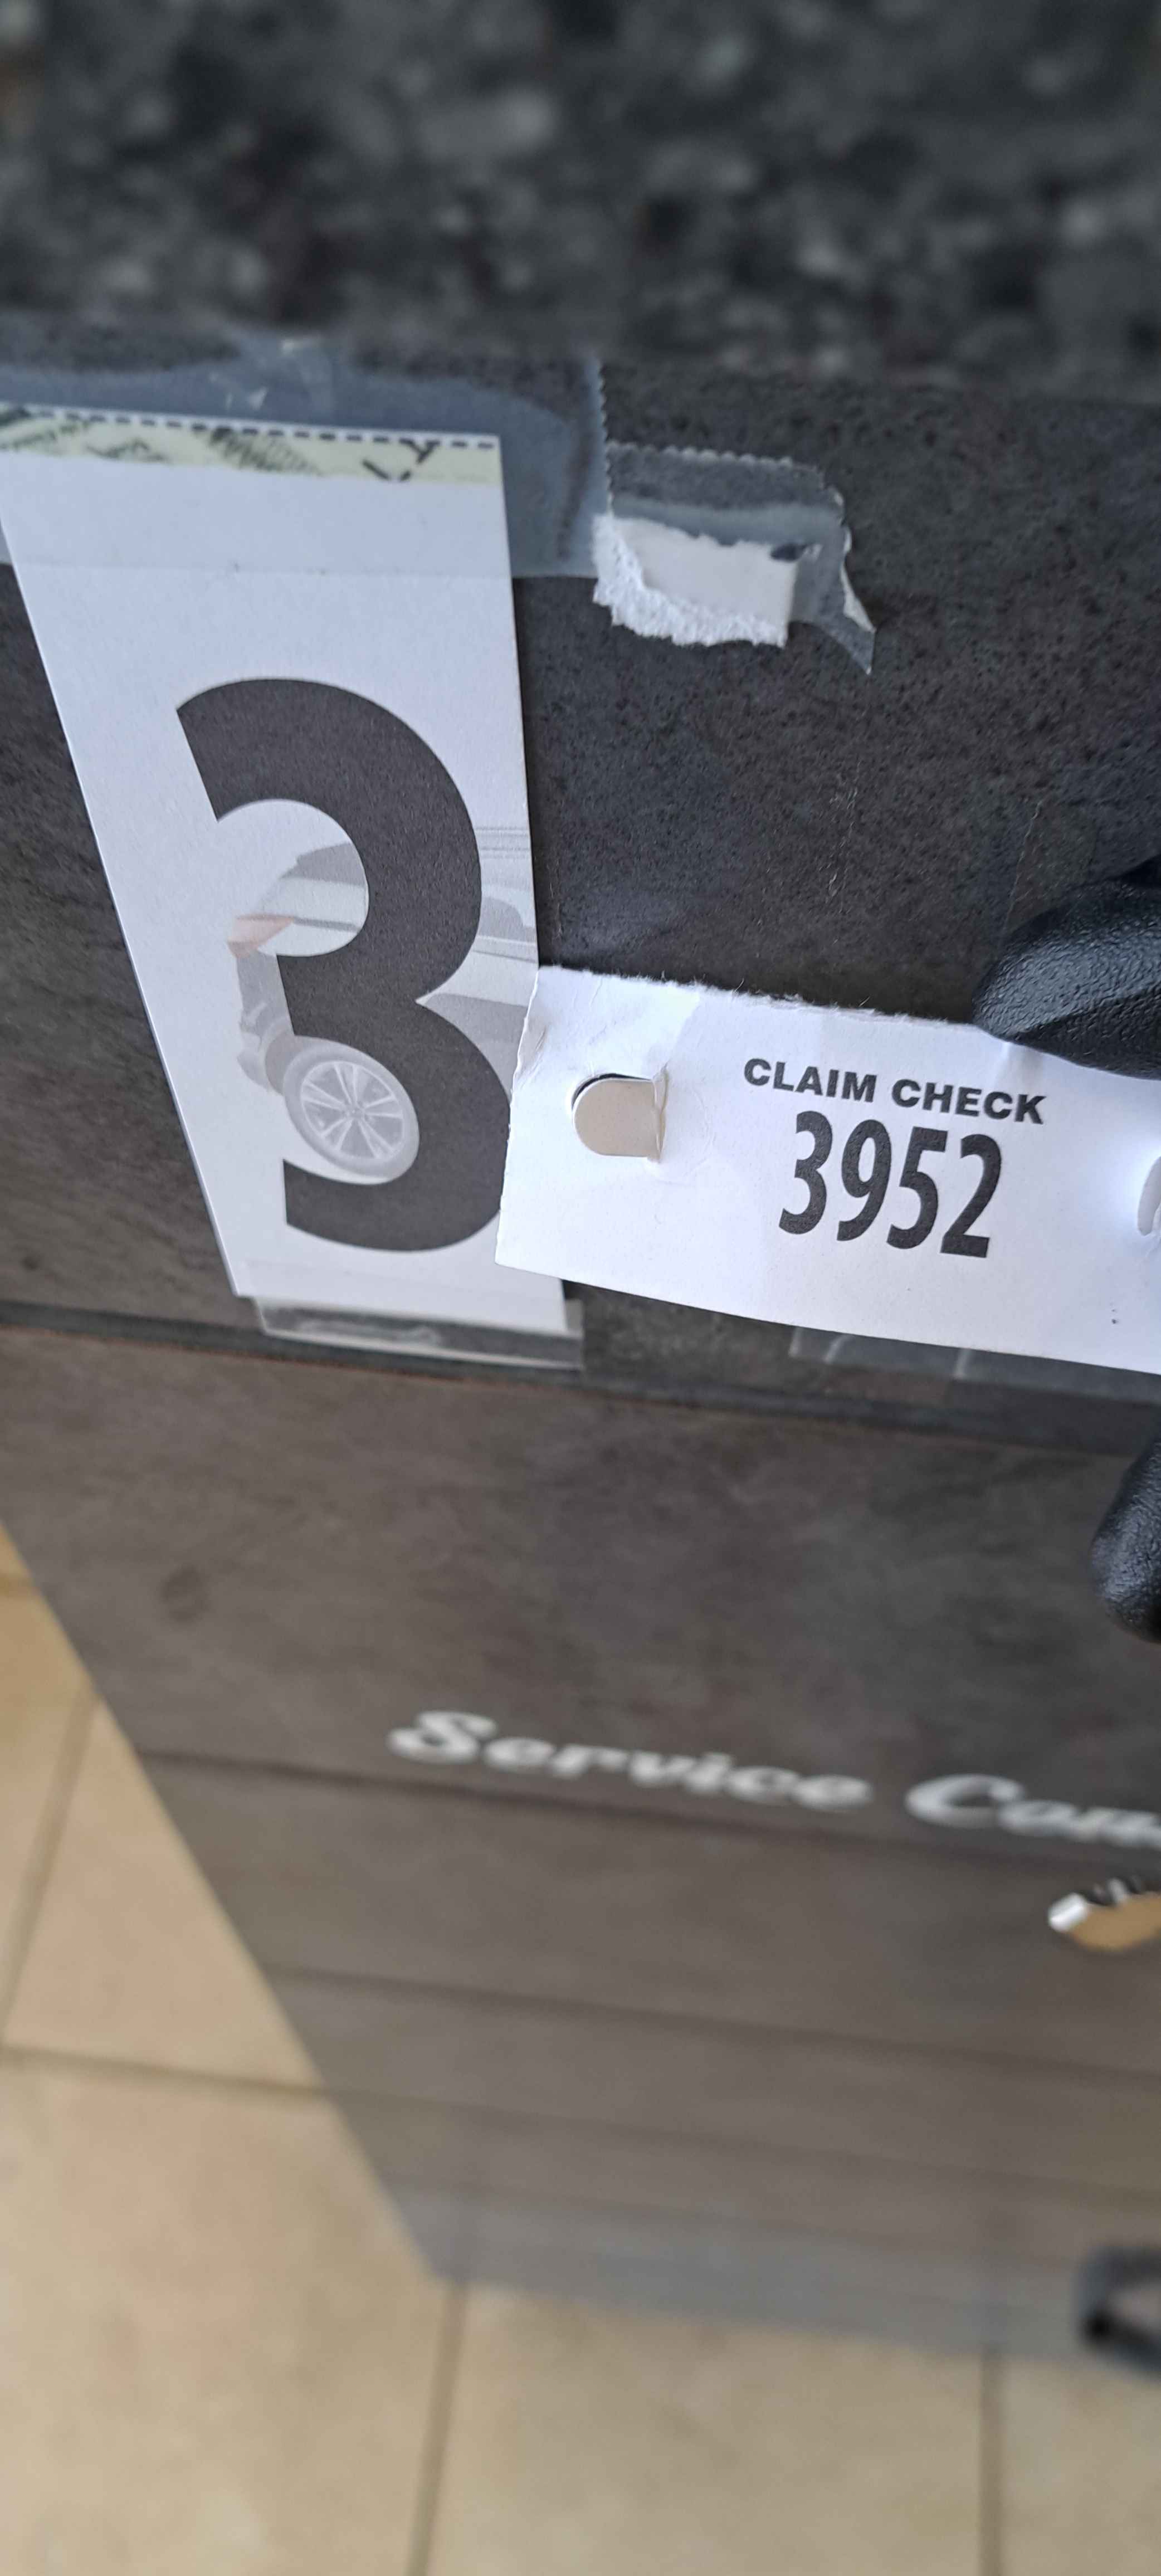 3
CLAIM CHECK
3952
Service